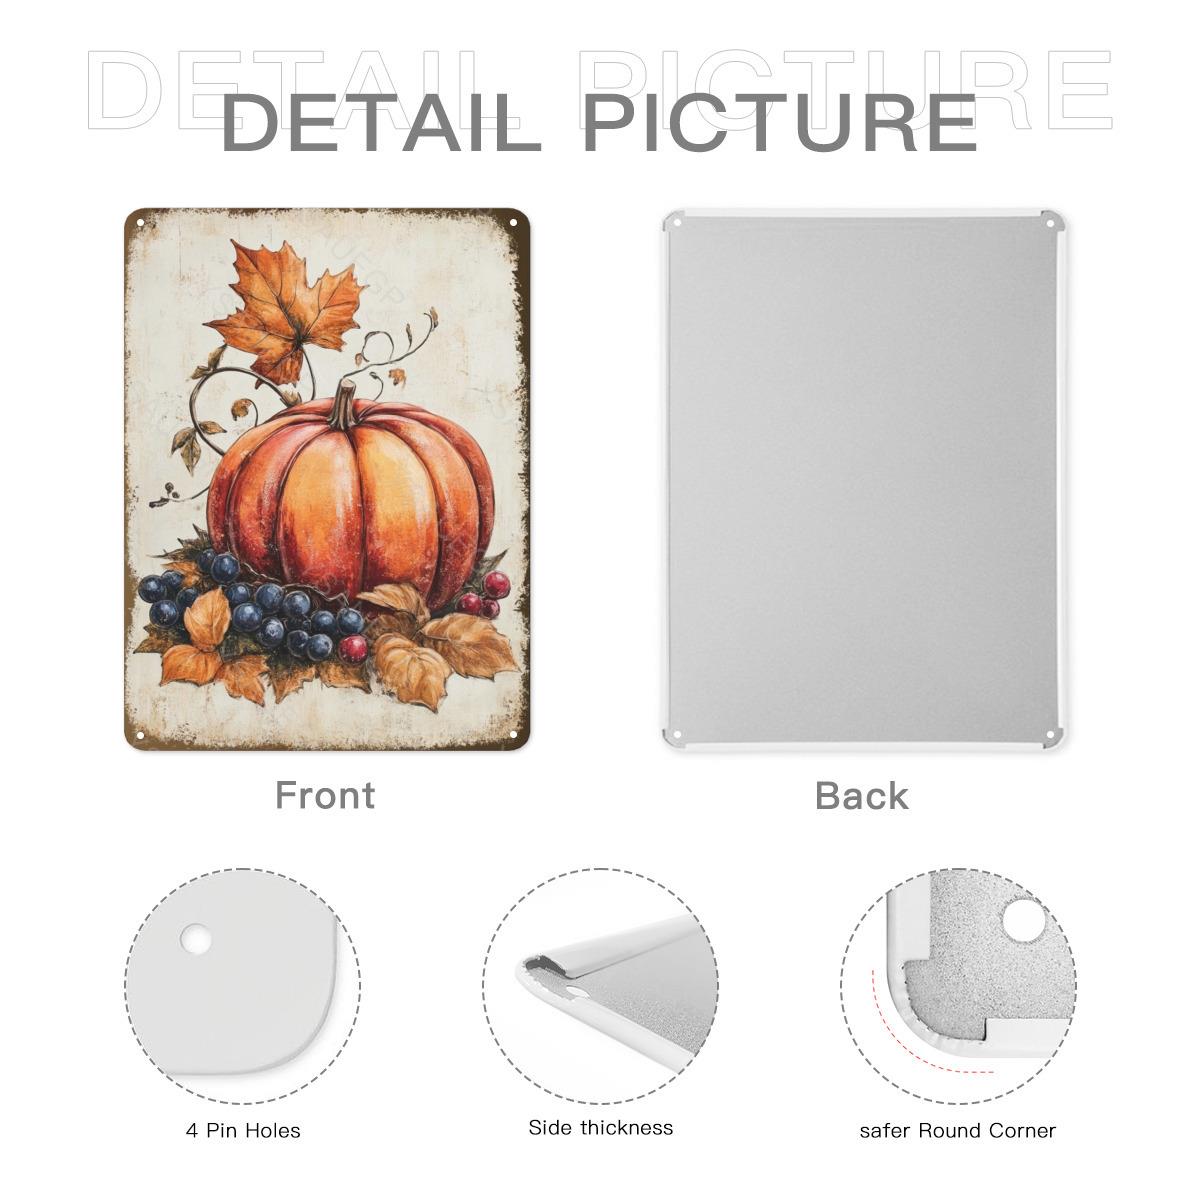 DETAIL PICTURE
DETAIL PICTURE
Front
Back
4 Pin Holes
Side thickness
safer Round Corner